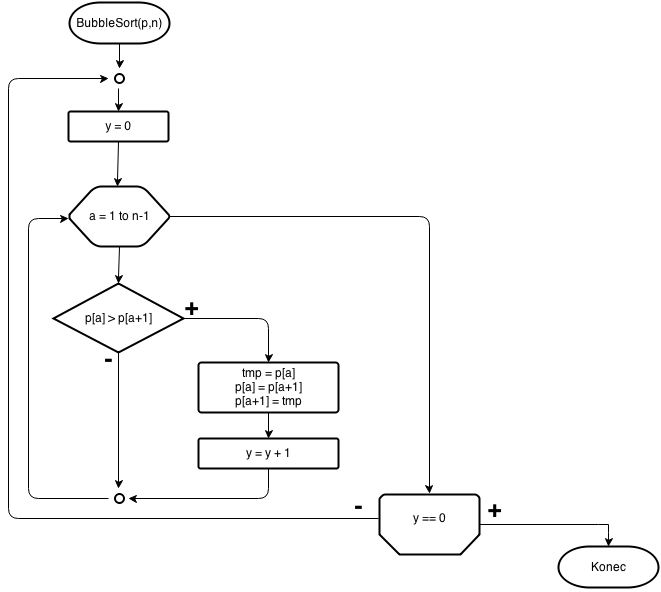 BubbleSort(p,n)
y = 0
a = 1 to n-1
p[a] > p[a+1]
+
-
tmp = p[a]
p[a] = p[a+1]
p[a+1] = tmp
y = y + 1
-
y == 0
+
Konec